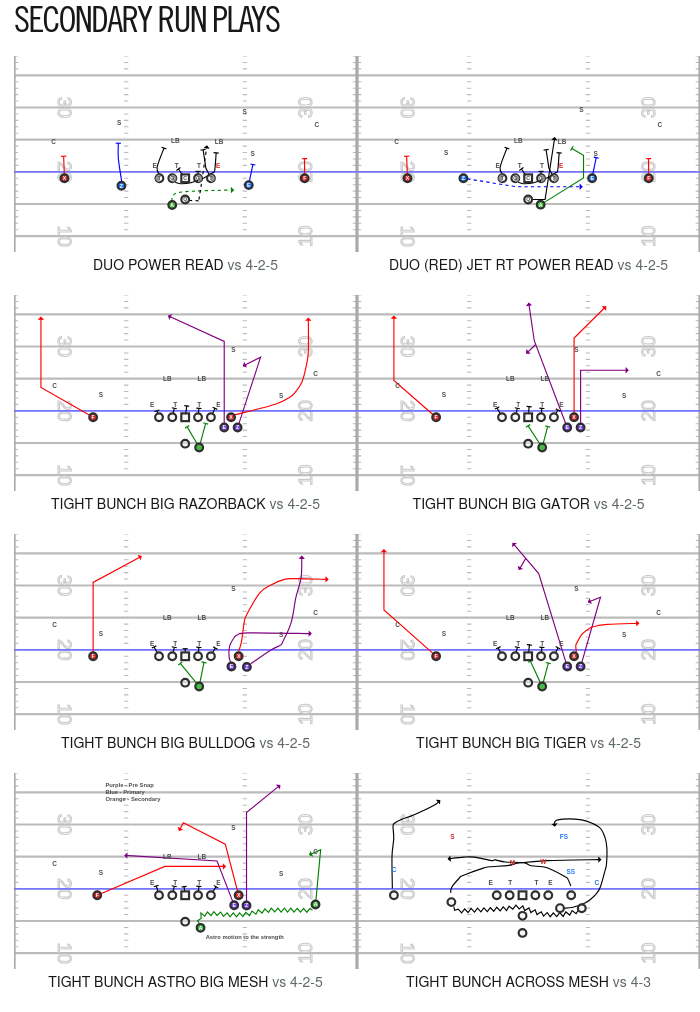 SECONDARY RUN PLAYS
DUO POWER READ vs 4-2-5
DUO (RED) JET RT POWER READ vs 4-2-5
TIGHT BUNCH BIG RAZORBACK vs 4-2-5
TIGHT BUNCH BIG GATOR vs 4-2-5
TIGHT BUNCH BIG BULLDOG vs 4-2-5
TIGHT BUNCH BIG TIGER vs 4-2-5
Purple - Pre Snap
Blue - Primary
Orange - Secondary
Astro motion to the strength
TIGHT BUNCH ASTRO BIG MESH vs 4-2-5
TIGHT BUNCH ACROSS MESH vs 4-3